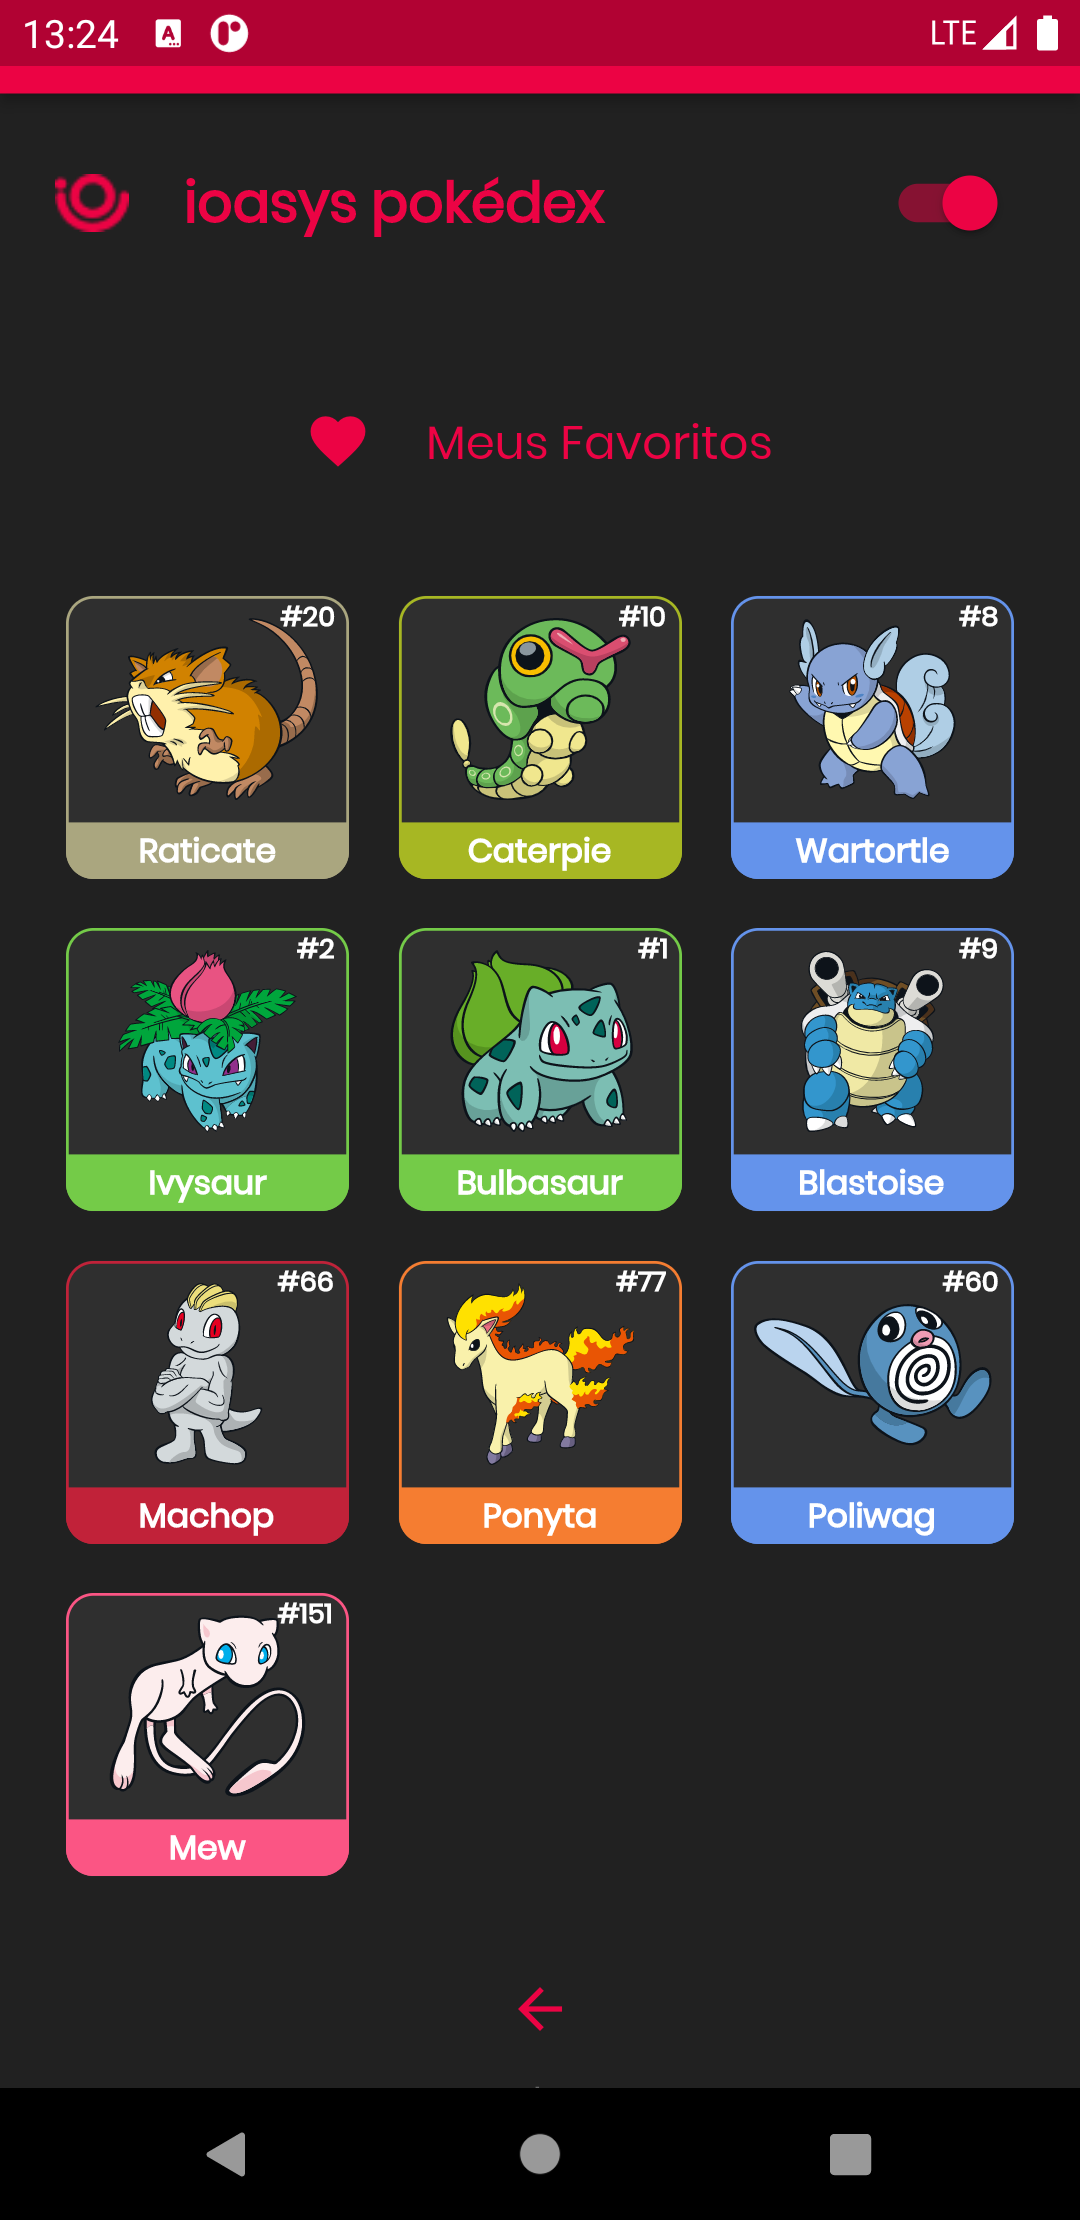 13:24 A LTE
ioasys pokédex
Meus Favoritos
#20 #10 #8
Raticate Caterpie Wartortle
#2 #1 #9
Ivysaur Bulbasaur Blastoise
#66 #77 #60
Machop Ponyta Poliwag
#151
Mew